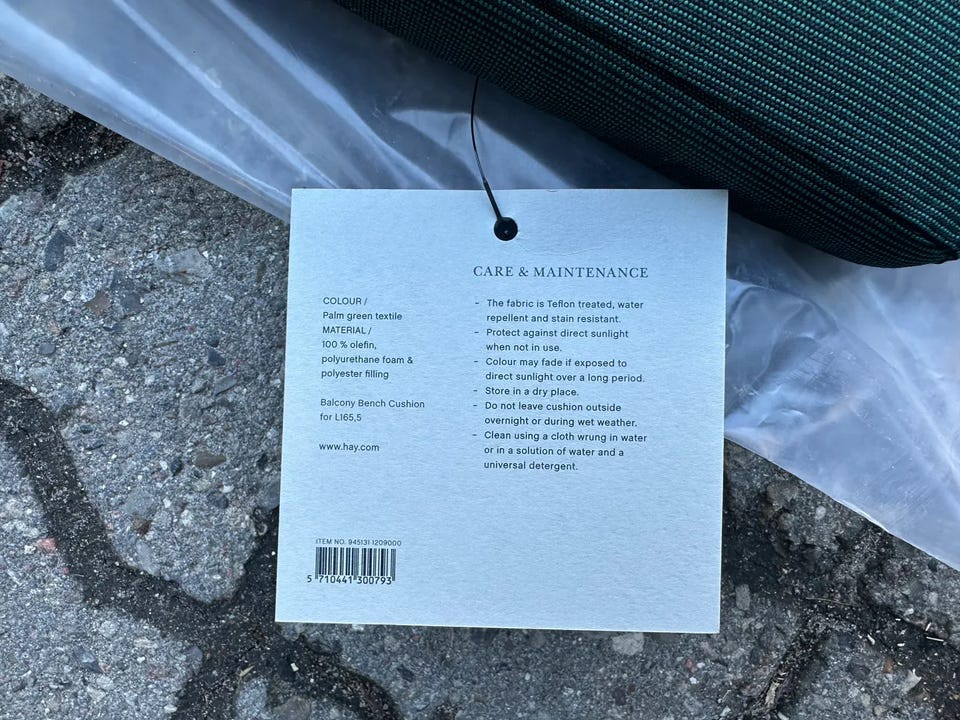 CARE & MAINTENANCE
COLOUR /
Palm green textile
MATERIAL /
100 % olefin,
polyurethane foam &
polyester filling
Balcony Bench Cushion
for L165,5
www.hay.com
- The fabric is Teflon treated, water
repellent and stain resistant.
- Protect against direct sunlight
when not in use.
- Colour may fade if exposed to
direct sunlight over a long period.
- Store in a dry place.
- Do not leave cushion outside
overnight or during wet weather.
- Clean using a cloth wrung in water
or in a solution of water and a
universal detergent.
ITEM NO. 945131 1209000
5 710441 300793